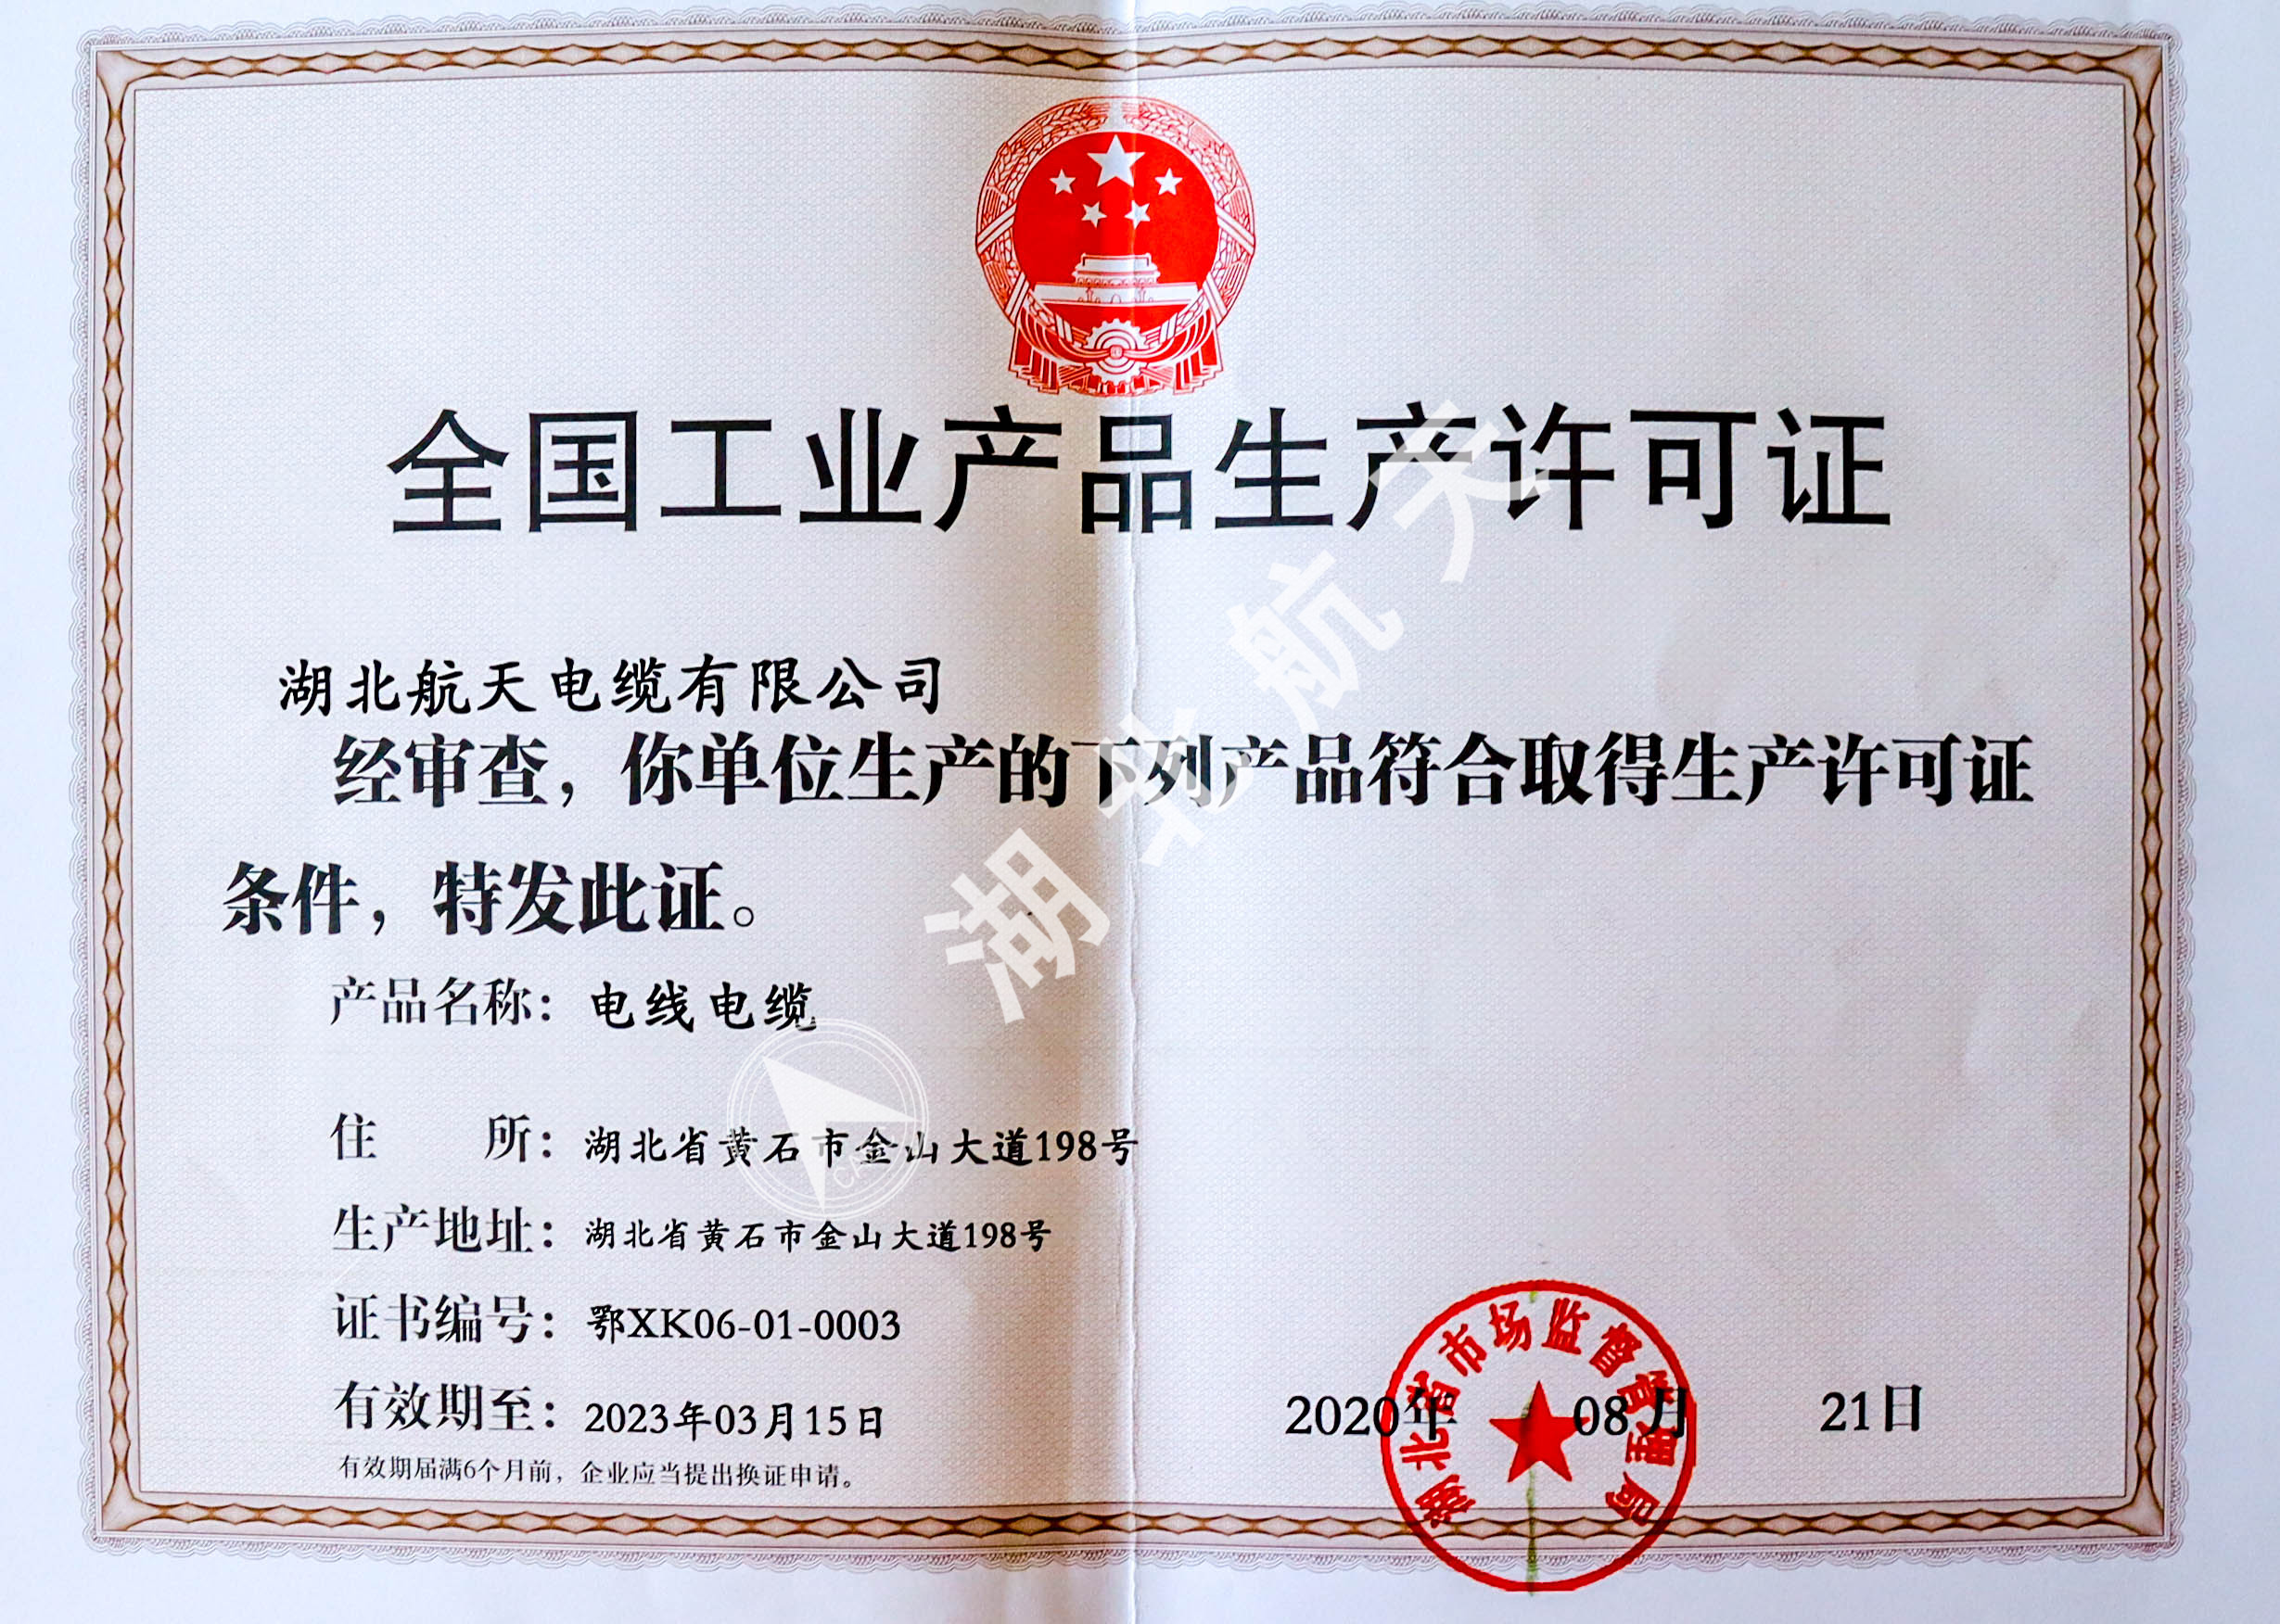 全国工业产品生产许可证
湖北航天电缆有限公司
经审查，你单位生产的下列产品符合取得生产许可证
条件，特发此证。
产品名称：电线电缆
住 所：湖北省黄石市金山大道198号
生产地址：湖北省黄石市金山大道198号
证书编号：鄂XK06-01-0003
有效期至：2023年03月15日
有效期届满6个月前，企业应当提出换证申请。
2020年 08月 21日
湖北省市场监督管理局
湖北航天